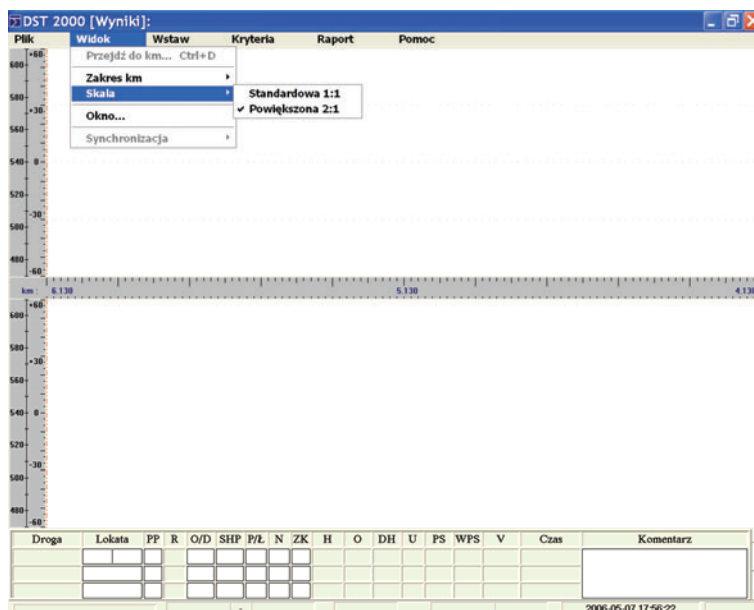 DST 2000 [Wyniki]:
Plik Widok Wstaw Kryteria Raport Pomoc
Przejdź do km... Ctrl+D
Zakres km
Skala
Standardowa 1:1
Powiększona 2:1
Okno...
Synchronizacja
+60
600
580
+30
560
540 0
520
-30
500
480
-60
km : 6.130 5.130 4.130
+60
600
580
+30
560
540 0
520
-30
500
480
-60
Droga Lokata PP R O/D SHP P/Ł N ZK H O DH U PS WPS V Czas Komentarz
2006-05-07 17:56:22